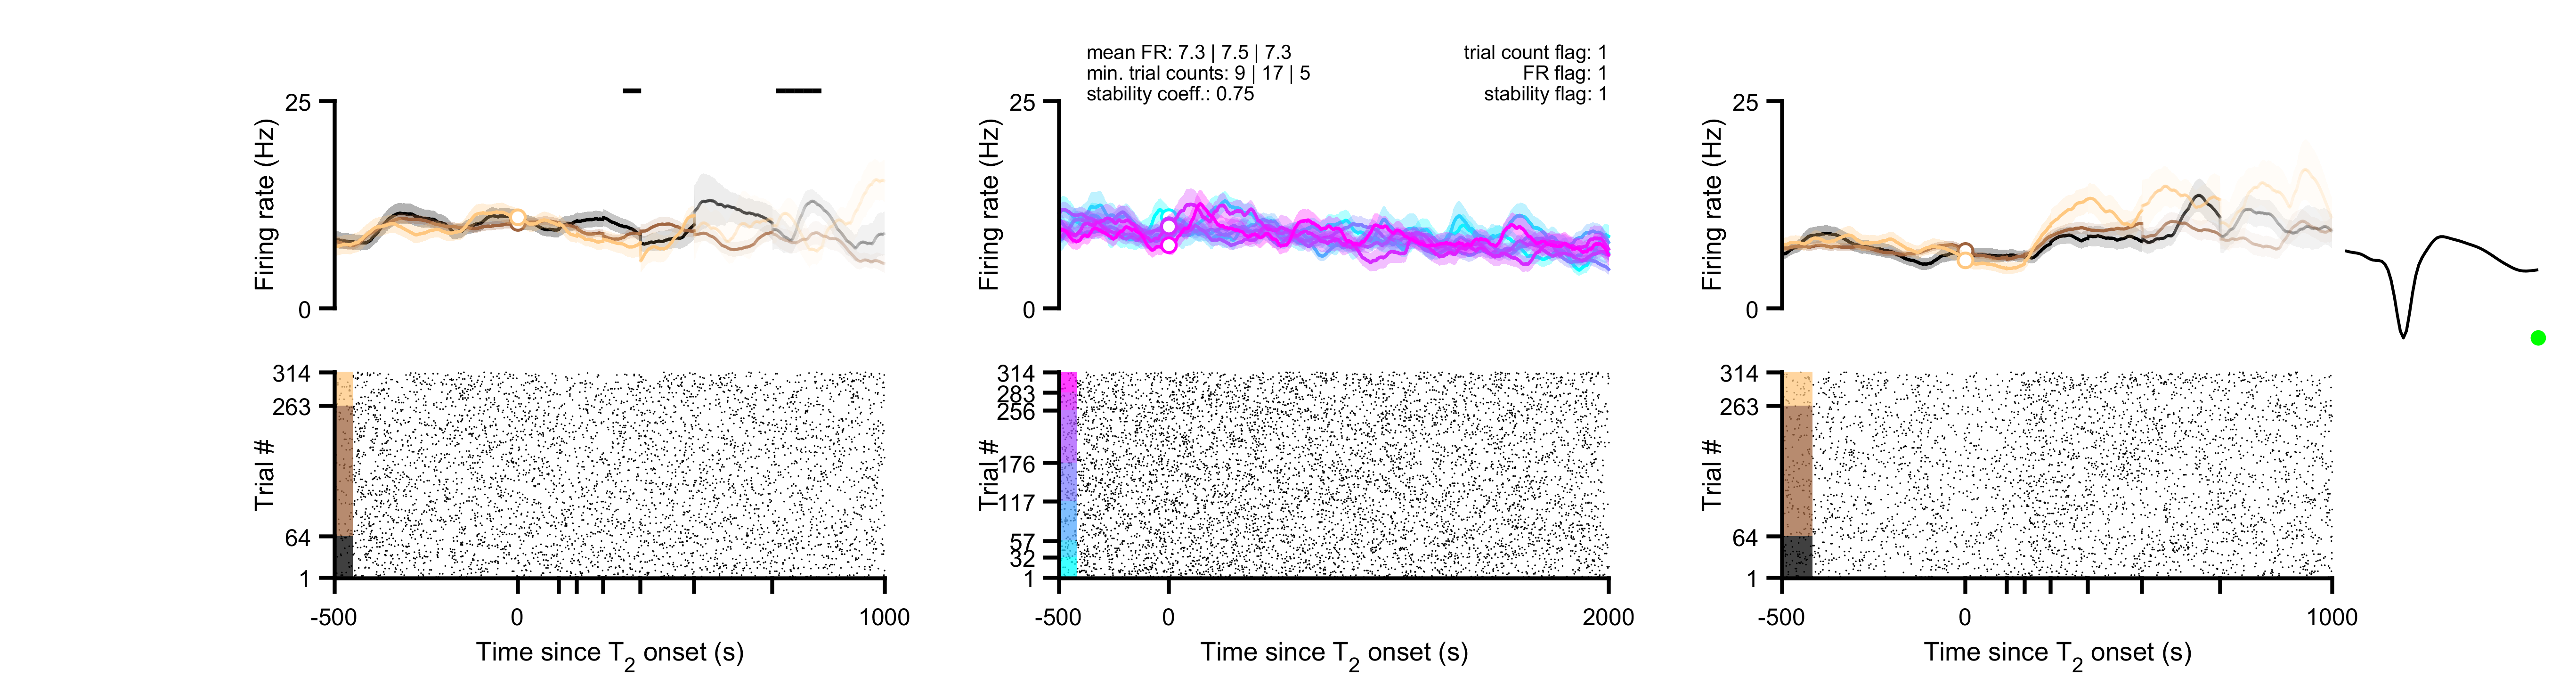 mean FR: 7.3 | 7.5 | 7.3
min. trial counts: 9 | 17 | 5
stability coeff.: 0.75
trial count flag: 1
FR flag: 1
stability flag: 1
25
Firing rate (Hz)
0
314
263
Trial #
64
1
-500
0
1000
Time since T2 onset (s)
25
Firing rate (Hz)
0
314
283
256
Trial #
176
117
57
32
1
-500
0
2000
Time since T2 onset (s)
25
Firing rate (Hz)
0
314
263
Trial #
64
1
-500
0
1000
Time since T2 onset (s)